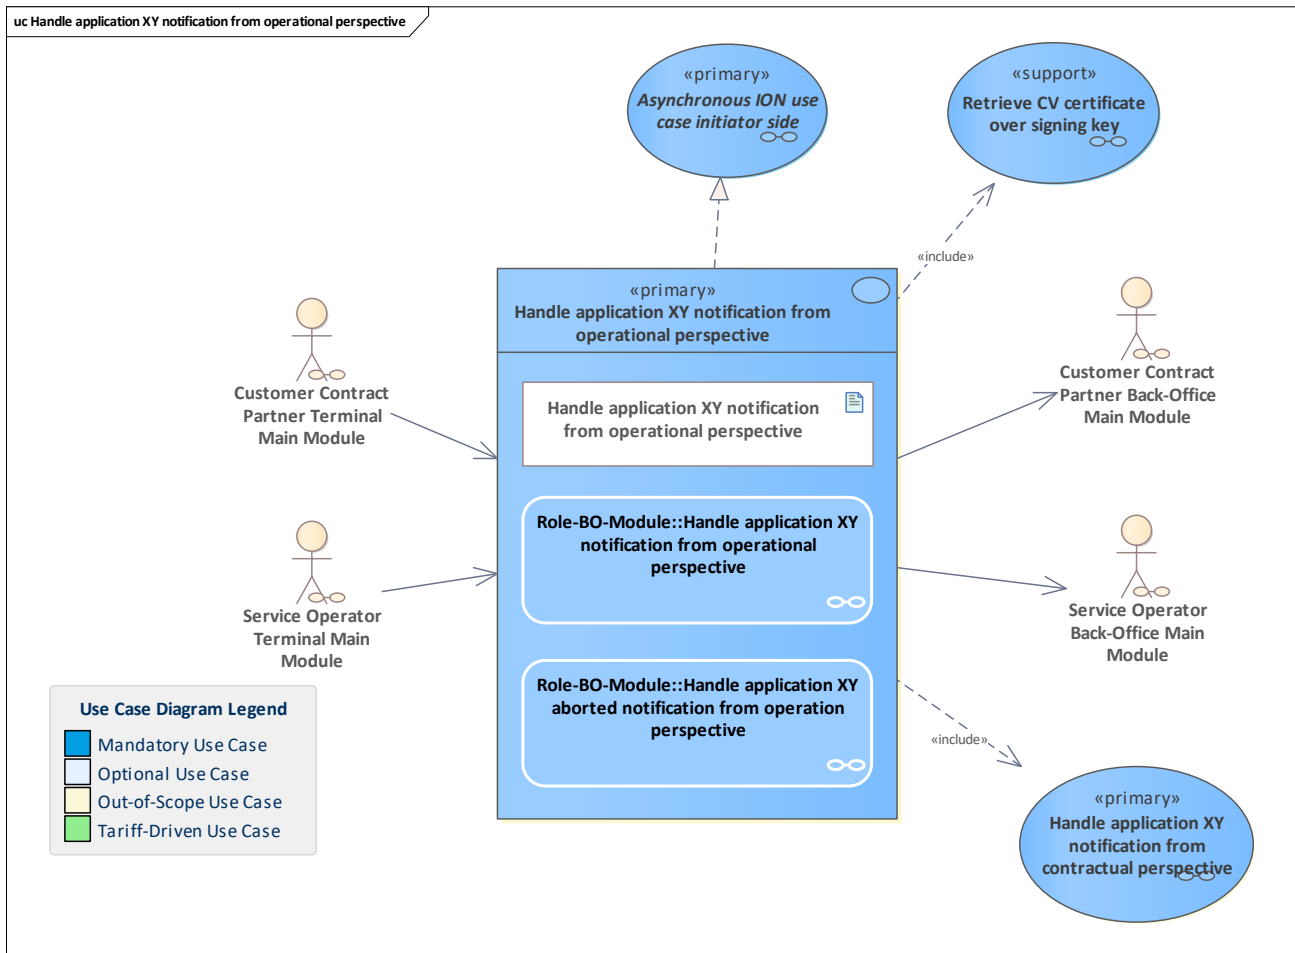 uc Handle application XY notification from operational perspective
«primary»
Asynchronous ION use
case initiator side
«support»
Retrieve CV certificate
over signing key
«include»
«primary»
Handle application XY notification from
operational perspective
Handle application XY notification
from operational perspective
Role-BO-Module::Handle application XY
notification from operational
perspective
Role-BO-Module::Handle application XY
aborted notification from operation
perspective
Customer Contract
Partner Terminal
Main Module
Service Operator
Terminal Main
Module
Customer Contract
Partner Back-Office
Main Module
Service Operator
Back-Office Main
Module
«include»
«primary»
Handle application XY
notification from
contractual perspective
Use Case Diagram Legend
Mandatory Use Case
Optional Use Case
Out-of-Scope Use Case
Tariff-Driven Use Case